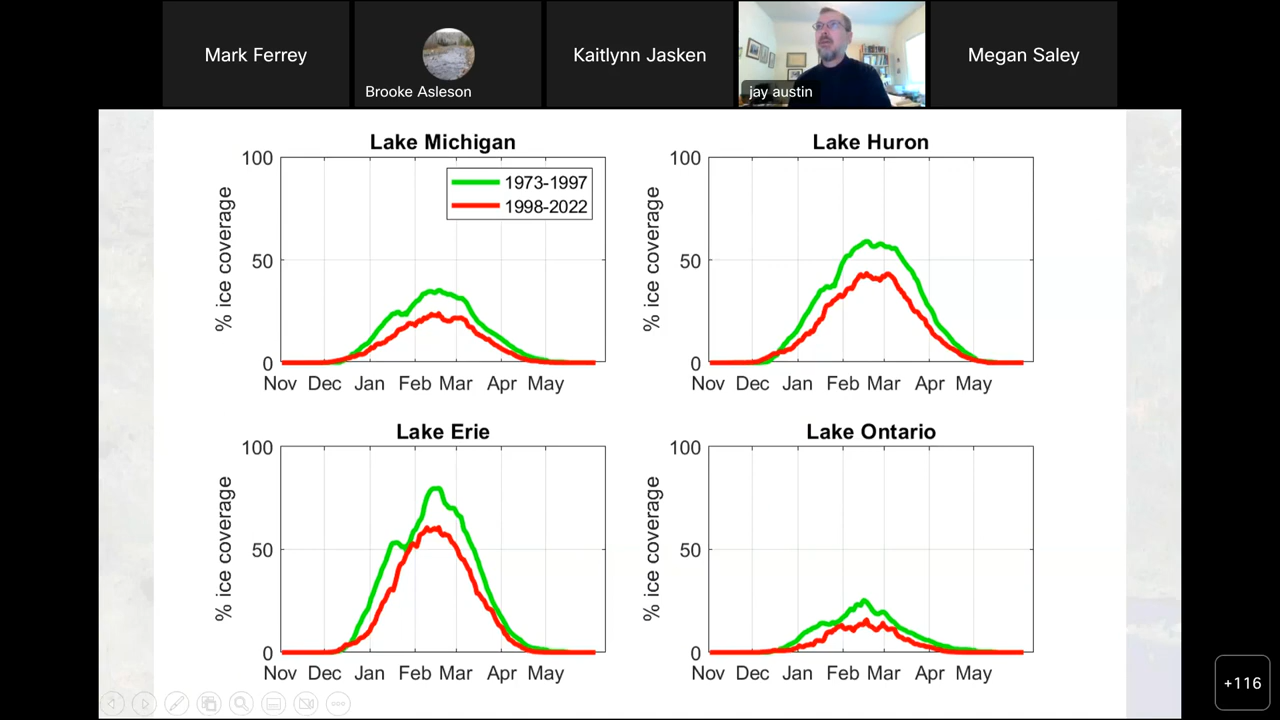 Mark Ferrey
Brooke Asleson
Kaitlynn Jasken
jay austin
Megan Saley
Lake Michigan
100
50
0
% ice coverage
1973-1997
1998-2022
Nov Dec Jan Feb Mar Apr May
Lake Huron
100
50
0
% ice coverage
Nov Dec Jan Feb Mar Apr May
Lake Erie
100
50
0
% ice coverage
Nov Dec Jan Feb Mar Apr May
Lake Ontario
100
50
0
% ice coverage
Nov Dec Jan Feb Mar Apr May
+116